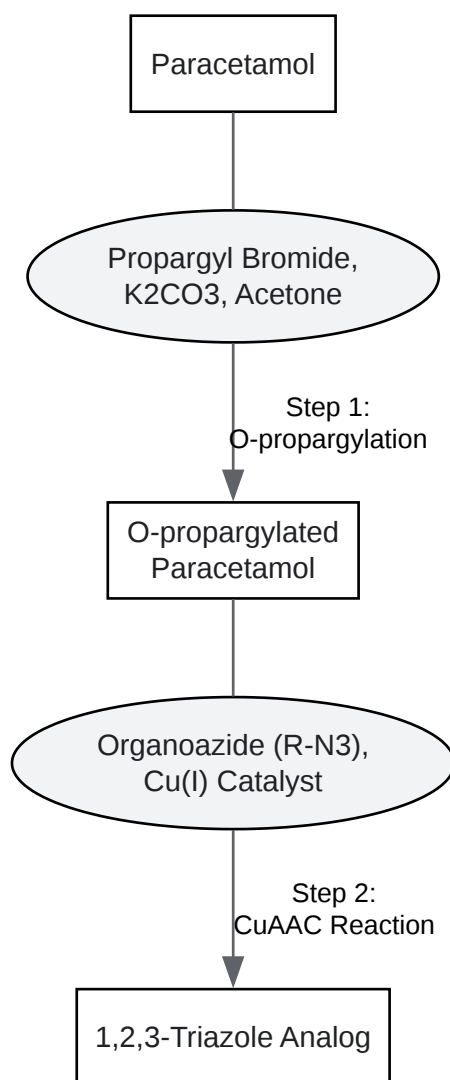 Paracetamol
Propargyl Bromide,
K2CO3, Acetone
Step 1:
O-propargylation
O-propargylated
Paracetamol
Organoazide (R-N3),
Cu(I) Catalyst
Step 2:
CuAAC Reaction
1,2,3-Triazole Analog